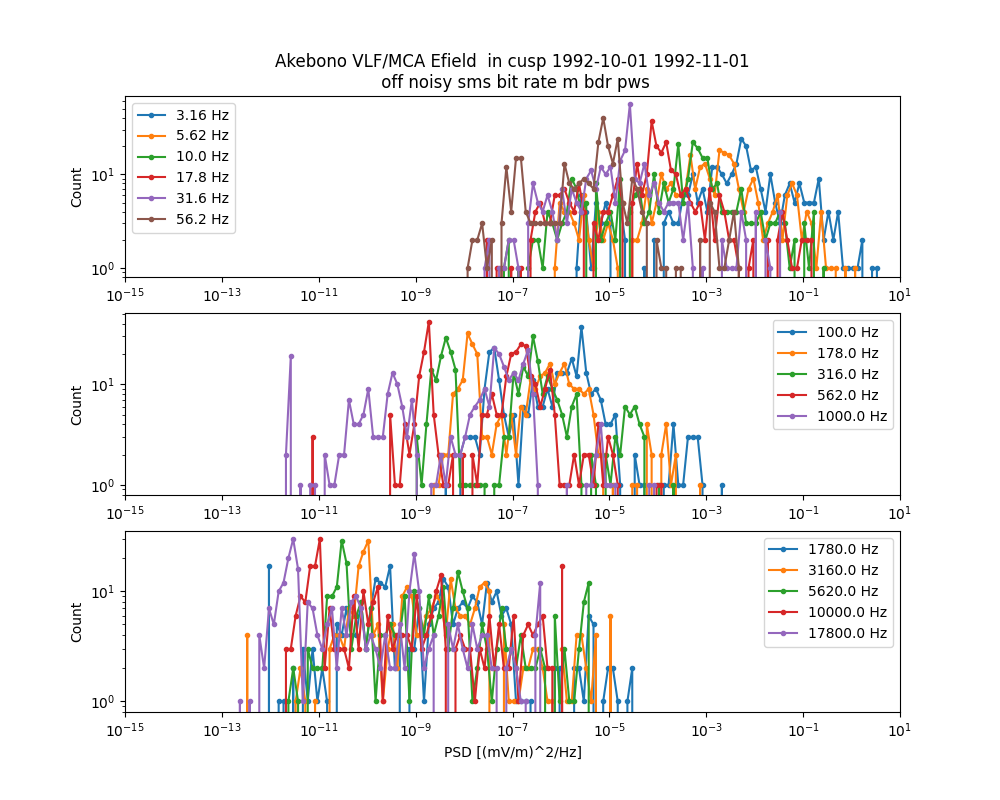 Akebono VLF/MCA Efield  in cusp 1992-10-01 1992-11-01
off noisy sms bit rate m bdr pws
Count
10^1
10^0
3.16 Hz
5.62 Hz
10.0 Hz
17.8 Hz
31.6 Hz
56.2 Hz
10^−15 10^−13 10^−11 10^−9 10^−7 10^−5 10^−3 10^−1 10^1
Count
10^1
10^0
100.0 Hz
178.0 Hz
316.0 Hz
562.0 Hz
1000.0 Hz
10^−15 10^−13 10^−11 10^−9 10^−7 10^−5 10^−3 10^−1 10^1
Count
10^1
10^0
1780.0 Hz
3160.0 Hz
5620.0 Hz
10000.0 Hz
17800.0 Hz
10^−15 10^−13 10^−11 10^−9 10^−7 10^−5 10^−3 10^−1 10^1
PSD [(mV/m)^2/Hz]